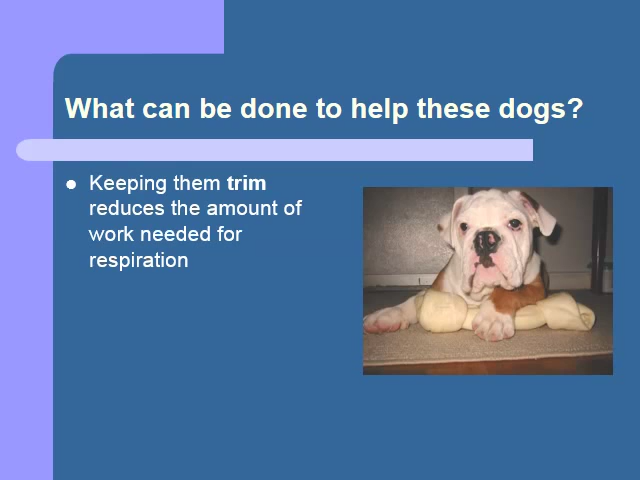 What can be done to help these dogs?
Keeping them trim
reduces the amount of
work needed for
respiration